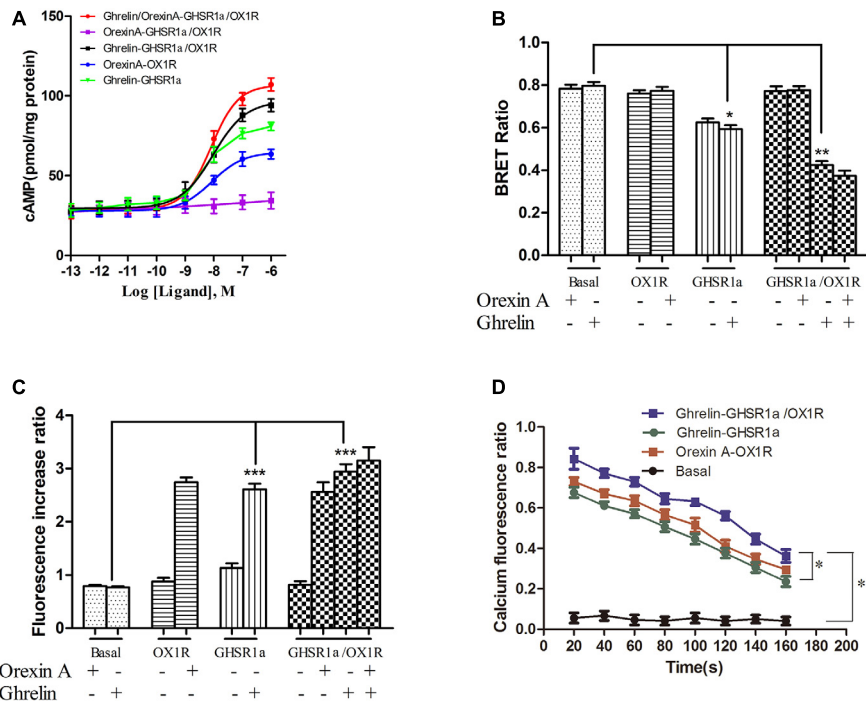 A
Ghrelin/OrexinA-GHSR1a/OX1R
OrexinA-GHSR1a/OX1R
Ghrelin-GHSR1a/OX1R
OrexinA-OX1R
Ghrelin-GHSR1a
cAMP(pmol/mg protein)
150
100
50
0
-13 -12 -11 -10 -9 -8 -7 -6 -5
Log [Ligand], M
B
BRET Ratio
1.0
0.8
0.6
0.4
0.2
0.0
*
**
Basal OX1R GHSR1a GHSR1a/OX1R
Orexin A + - - + - - - + - +
Ghrelin - + - - - + - - + +
C
Fluorescence increase ratio
4
3
2
1
0
***
***
Basal OX1R GHSR1a GHSR1a/OX1R
Orexin A + - - + - - - + - +
Ghrelin - + - - - + - - + +
D
Ghrelin-GHSR1a/OX1R
Ghrelin-GHSR1a
Orexin A-OX1R
Basal
Calcium fluorescence ratio
1.0
0.8
0.6
0.4
0.2
0.0
*
*
0 20 40 60 80 100 120 140 160 180 200
Time(s)